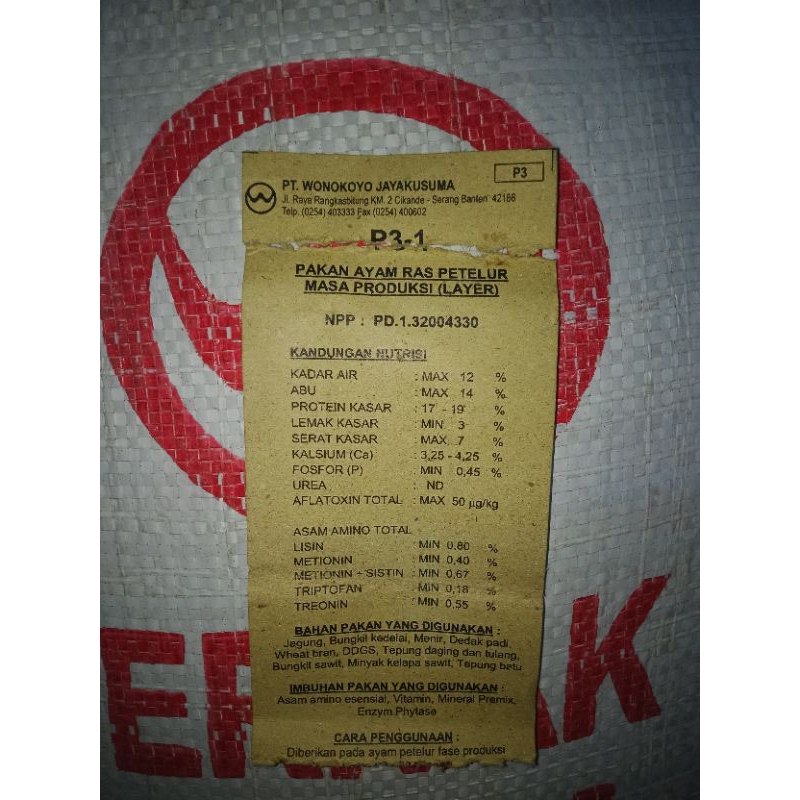 P3
PT. WONOKOYO JAYAKUSUMA
Jl. Raya Rangkasbitung KM. 2 Cikande - Serang Banten 42186
Telp. (0254) 403333 Fax (0254) 400602
P3-1
PAKAN AYAM RAS PETELUR
MASA PRODUKSI (LAYER)
NPP : PD.1.32004330
KANDUNGAN NUTRISI
KADAR AIR : MAX 12 %
ABU : MAX 14 %
PROTEIN KASAR : 17 - 19 %
LEMAK KASAR : MIN 3 %
SERAT KASAR : MAX. 7 %
KALSIUM (Ca) : 3,25 - 4,25 %
FOSFOR (P) : MIN 0,45 %
UREA : ND
AFLATOXIN TOTAL : MAX 50 µg/kg
ASAM AMINO TOTAL
LISIN : MIN 0,80 %
METIONIN : MIN 0,40 %
METIONIN + SISTIN : MIN 0,67 %
TRIPTOFAN : MIN 0,18 %
TREONIN : MIN 0,55 %
BAHAN PAKAN YANG DIGUNAKAN :
Jagung, Bungkil kedelai, Menir, Dedak padi,
Wheat bran, DDGS, Tepung daging dan tulang,
Bungkil sawit, Minyak kelapa sawit, Tepung batu
IMBUHAN PAKAN YANG DIGUNAKAN :
Asam amino esensial, Vitamin, Mineral Premix,
Enzym Phytase
CARA PENGGUNAAN :
Diberikan pada ayam petelur fase produksi